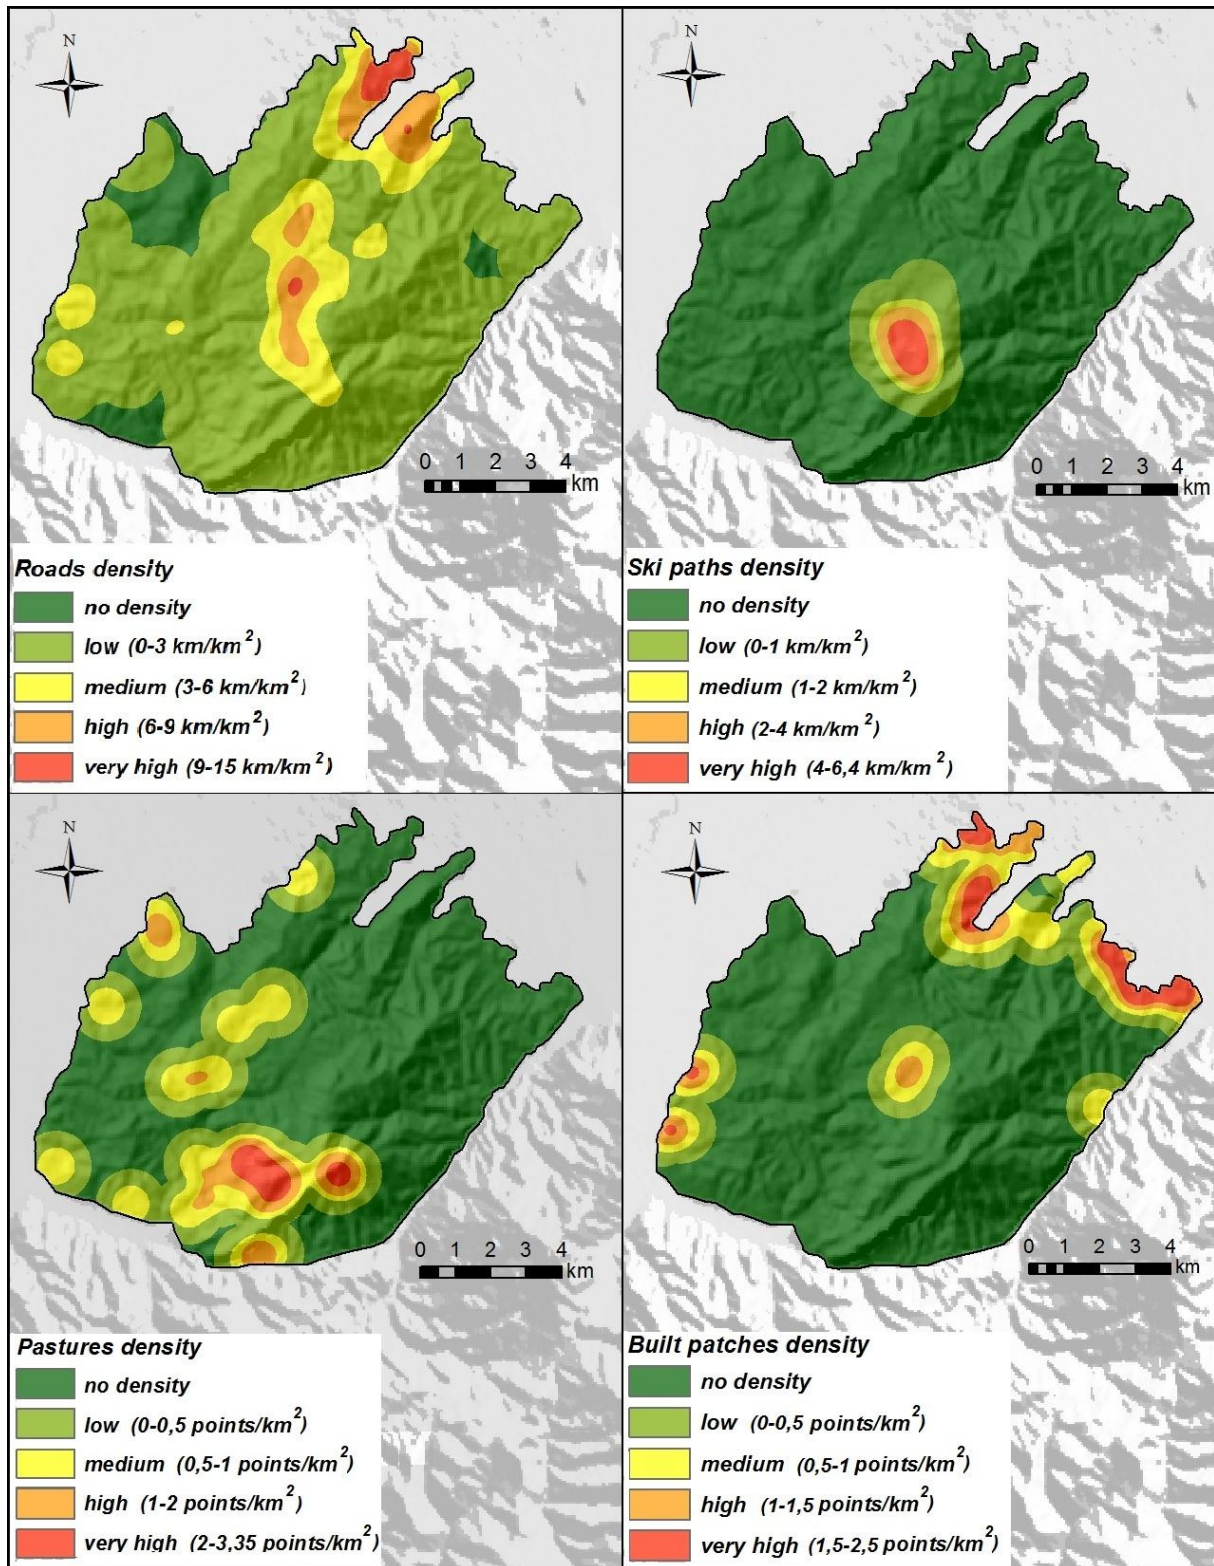 N
0 1 2 3 4
km
Roads density
no density
low (0-3 km/km²)
medium (3-6 km/km²)
high (6-9 km/km²)
very high (9-15 km/km²)
N
0 1 2 3 4
km
Ski paths density
no density
low (0-1 km/km²)
medium (1-2 km/km²)
high (2-4 km/km²)
very high (4-6,4 km/km²)
N
0 1 2 3 4
km
Pastures density
no density
low (0-0,5 points/km²)
medium (0,5-1 points/km²)
high (1-2 points/km²)
very high (2-3,35 points/km²)
N
0 1 2 3 4
km
Built patches density
no density
low (0-0,5 points/km²)
medium (0,5-1 points/km²)
high (1-1,5 points/km²)
very high (1,5-2,5 points/km²)